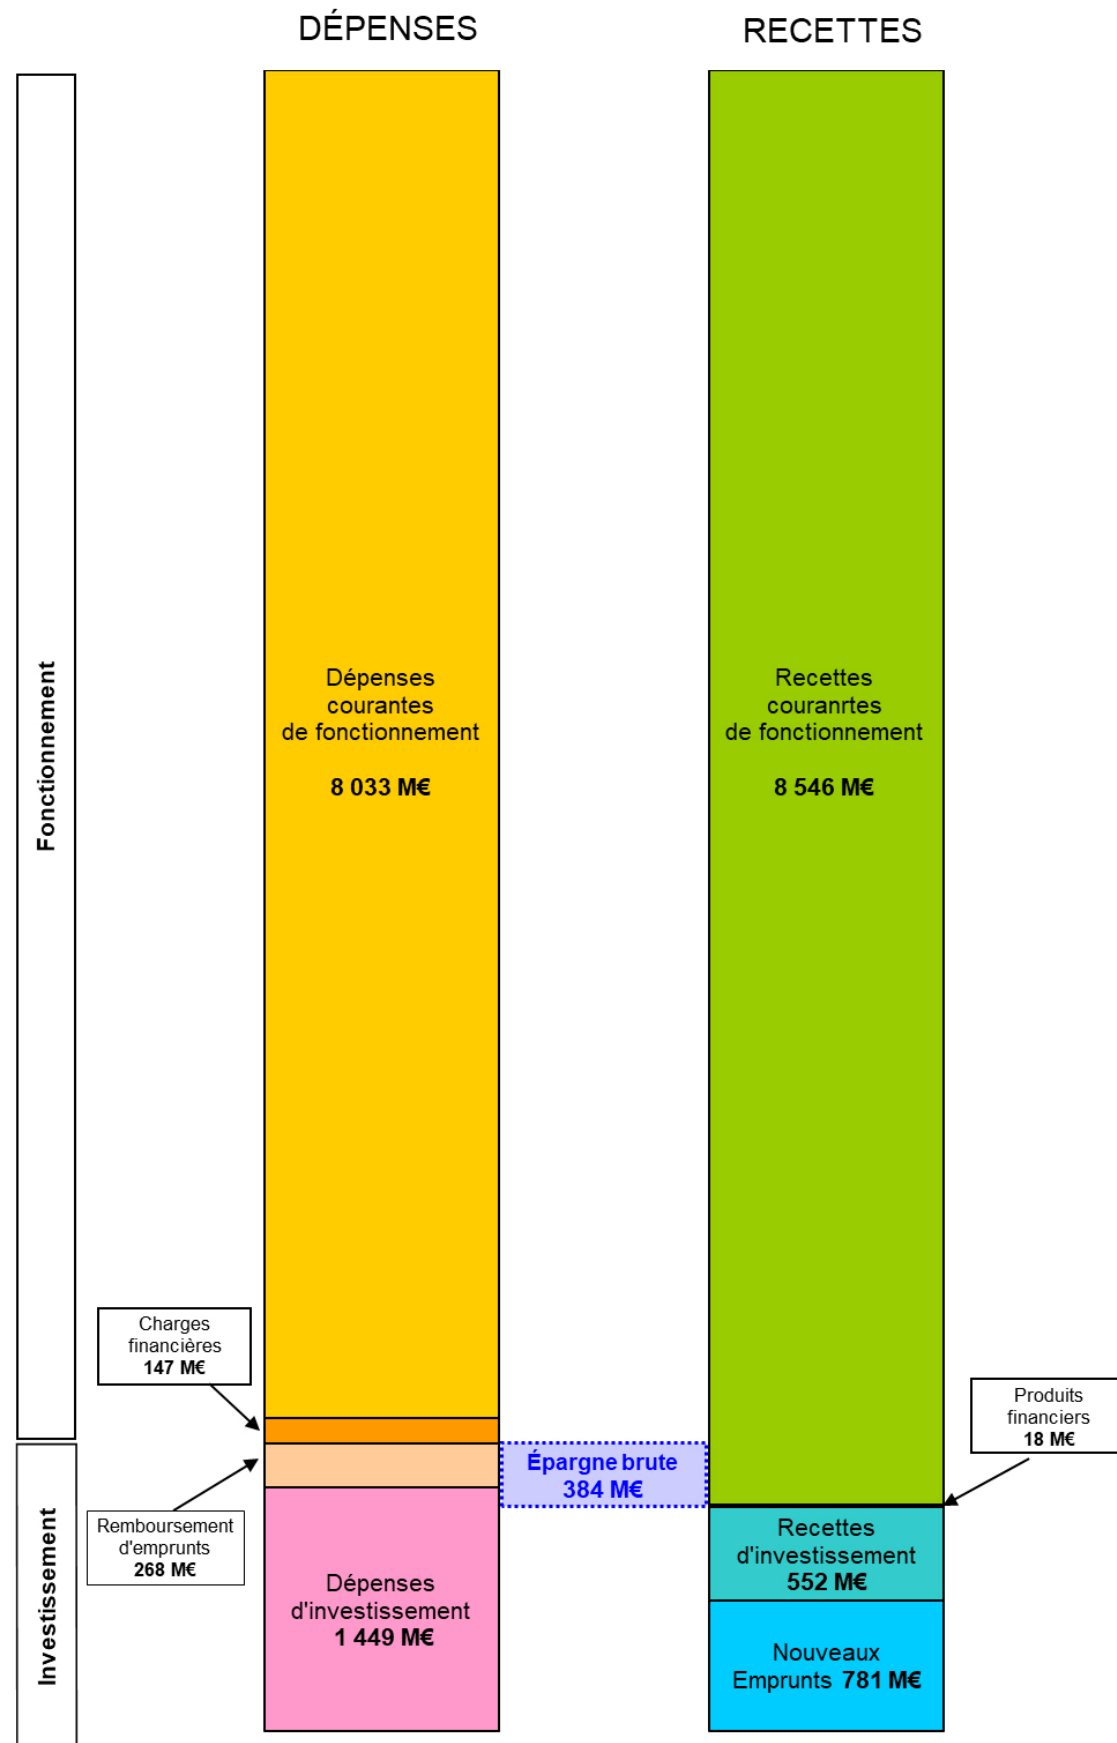 DÉPENSES
RECETTES
Fonctionnement
Dépenses
courantes
de fonctionnement
8 033 M€
Recettes
couranrtes
de fonctionnement
8 546 M€
Charges
financières
147 M€
Produits
financiers
18 M€
Épargne brute
384 M€
Investissement
Remboursement
d'emprunts
268 M€
Dépenses
d'investissement
1 449 M€
Recettes
d'investissement
552 M€
Nouveaux
Emprunts 781 M€